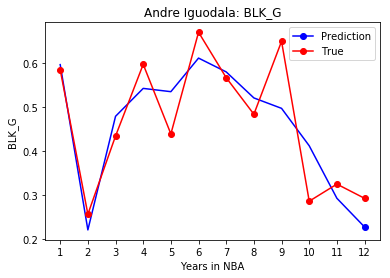 Andre Iguodala: BLK_G
Prediction
True
BLK_G
0.6
0.5
0.4
0.3
0.2
1 2 3 4 5 6 7 8 9 10 11 12
Years in NBA